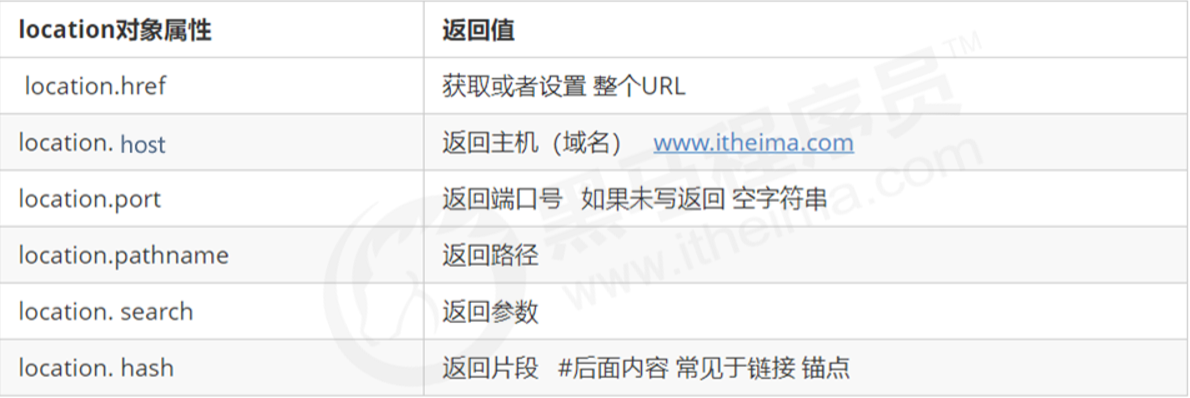 location对象属性 返回值
location.href 获取或者设置 整个URL
location. host 返回主机（域名） www.itheima.com
location.port 返回端口号 如果未写返回 空字符串
location.pathname 返回路径
location. search 返回参数
location. hash 返回片段 #后面内容 常见于链接 锚点
黑马程序员™
www.itheima.com